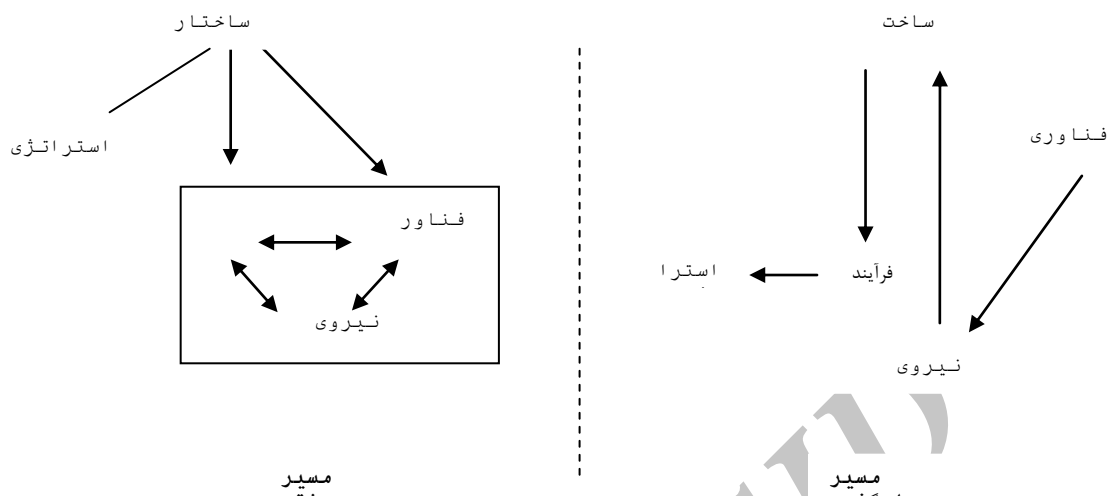 ساخت
فناوری
فرآیند
استرا
نیروی
مسیر
ساختار
استراتژی
فناور
نیروی
مسیر